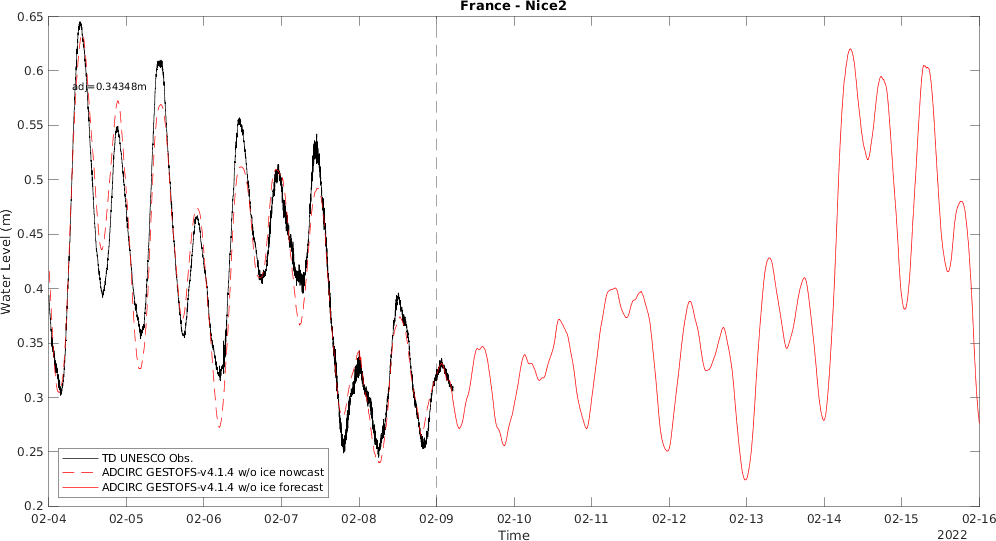 France - Nice2
0.65
0.6
0.55
0.5
0.45
0.4
0.35
0.3
0.25
0.2
Water Level (m)
adj=0.34348m
TD UNESCO Obs.
ADCIRC GESTOFS-v4.1.4 w/o ice nowcast
ADCIRC GESTOFS-v4.1.4 w/o ice forecast
02-04 02-05 02-06 02-07 02-08 02-09 02-10 02-11 02-12 02-13 02-14 02-15 02-16
Time
2022